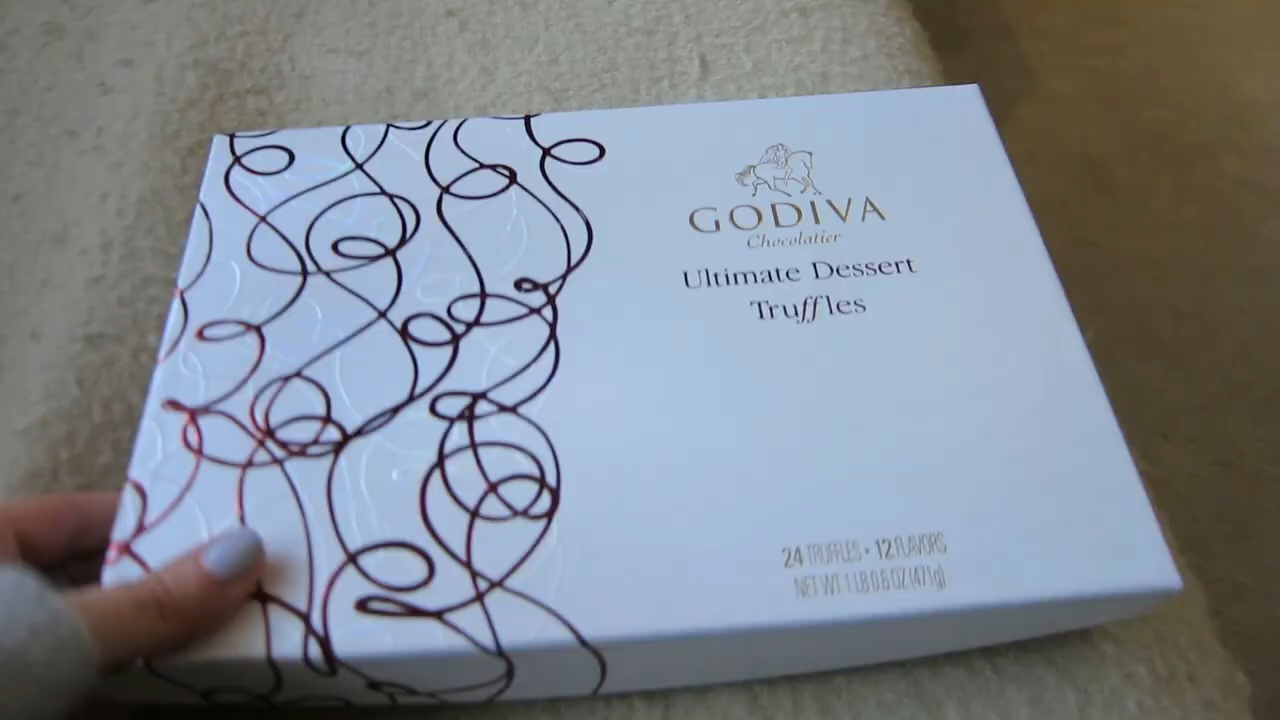 GODIVA
Chocolatier
Ultimate Dessert
Truffles
24 TRUFFLES • 12 FLAVORS
NET WT 1 LB 0.6 OZ (471g)